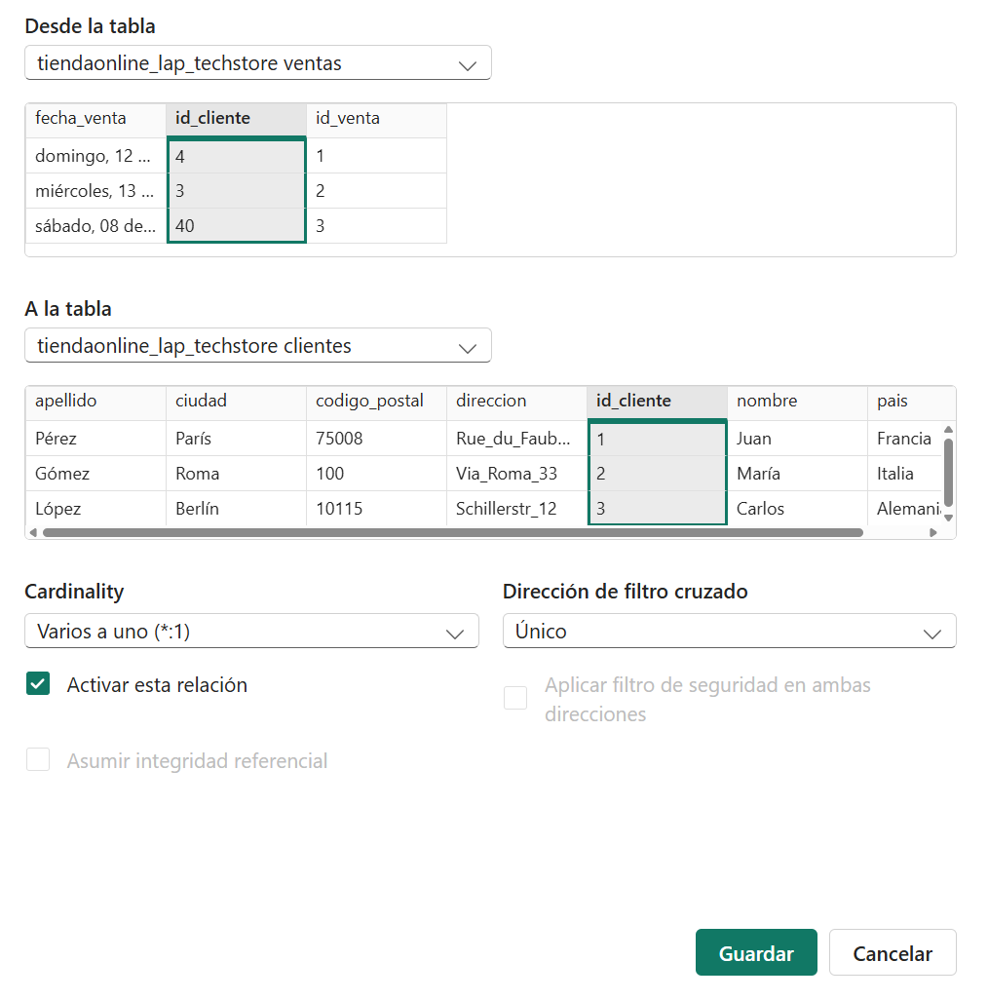 Desde la tabla
tiendaonline_lap_techstore ventas
fecha_venta id_cliente id_venta
domingo, 12 ... 4 1
miércoles, 13 ... 3 2
sábado, 08 de... 40 3
A la tabla
tiendaonline_lap_techstore clientes
apellido ciudad codigo_postal direccion id_cliente nombre pais
Pérez París 75008 Rue_du_Faub... 1 Juan Francia
Gómez Roma 100 Via_Roma_33 2 María Italia
López Berlín 10115 Schillerstr_12 3 Carlos Alemani
Cardinality Dirección de filtro cruzado
Varios a uno (*:1) Único
Activar esta relación Aplicar filtro de seguridad en ambas
direcciones
Asumir integridad referencial
Guardar Cancelar